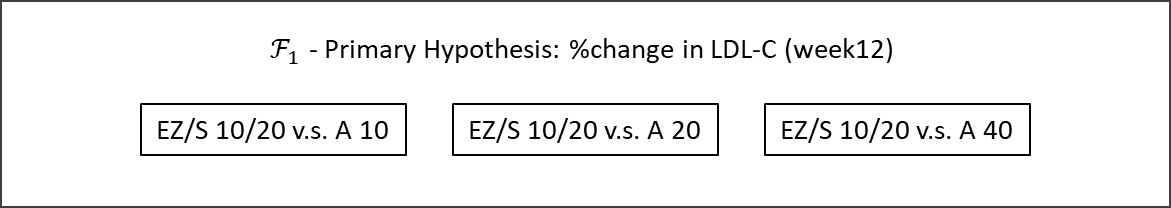 ℱ₁ - Primary Hypothesis: %change in LDL-C (week12)
EZ/S 10/20 v.s. A 10 EZ/S 10/20 v.s. A 20 EZ/S 10/20 v.s. A 40